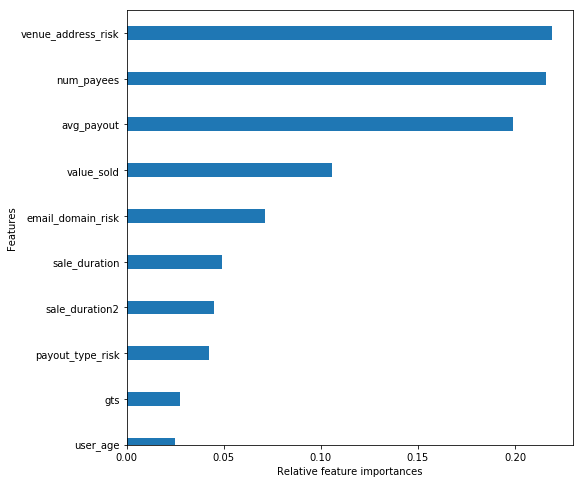 venue_address_risk
num_payees
avg_payout
value_sold
email_domain_risk
sale_duration
sale_duration2
payout_type_risk
gts
user_age
Features
0.00 0.05 0.10 0.15 0.20
Relative feature importances